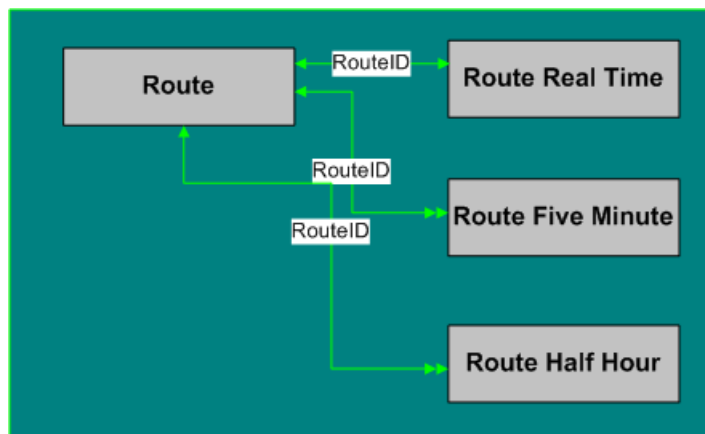 Route
RouteID
Route Real Time
RouteID
Route Five Minute
RouteID
Route Half Hour